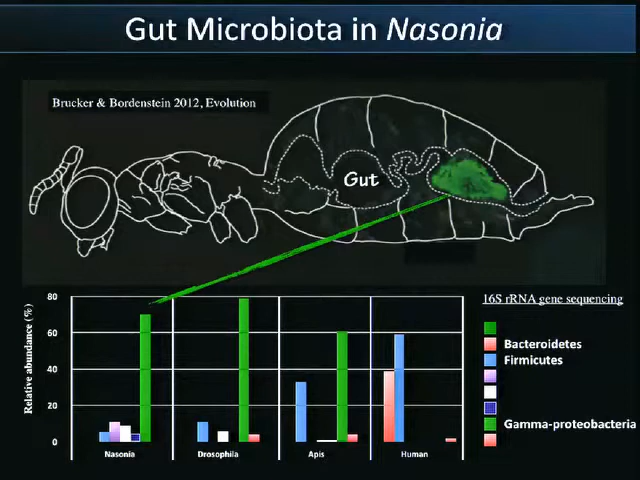 Gut Microbiota in Nasonia
Brucker & Bordenstein 2012, Evolution
Gut
Relative abundance (%)
80
60
40
20
0
Nasonia
Drosophila
Apis
Human
16S rRNA gene sequencing
Bacteroidetes
Firmicutes
Gamma-proteobacteria